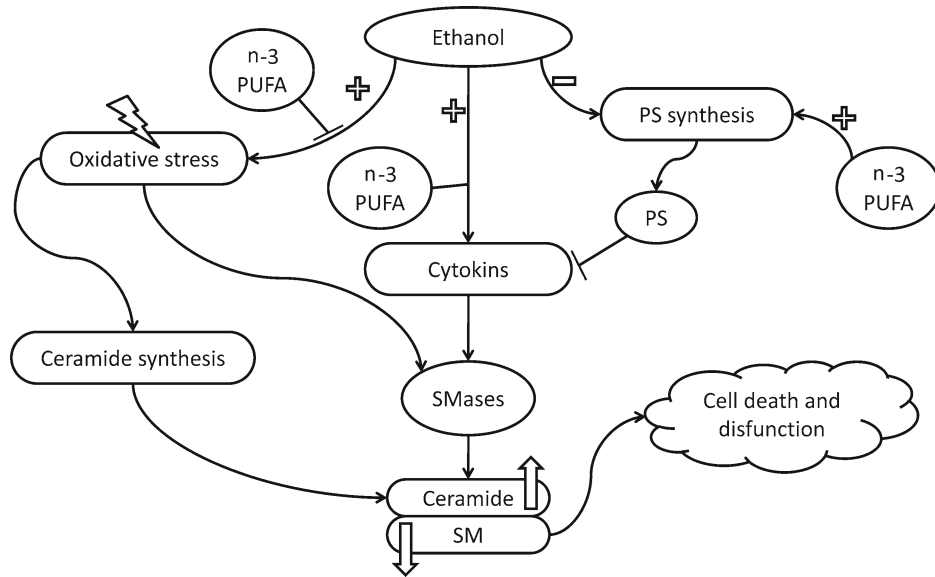 Ethanol
n-3
PUFA
PS synthesis
Oxidative stress
n-3
PUFA
n-3
PUFA
PS
Cytokins
Ceramide synthesis
SMases
Cell death and
disfunction
Ceramide
SM